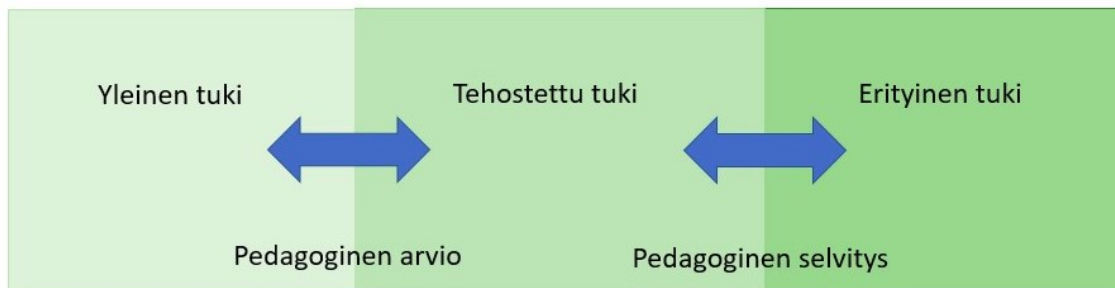 Yleinen tuki
Tehostettu tuki
Erityinen tuki
Pedagoginen arvio
Pedagoginen selvitys